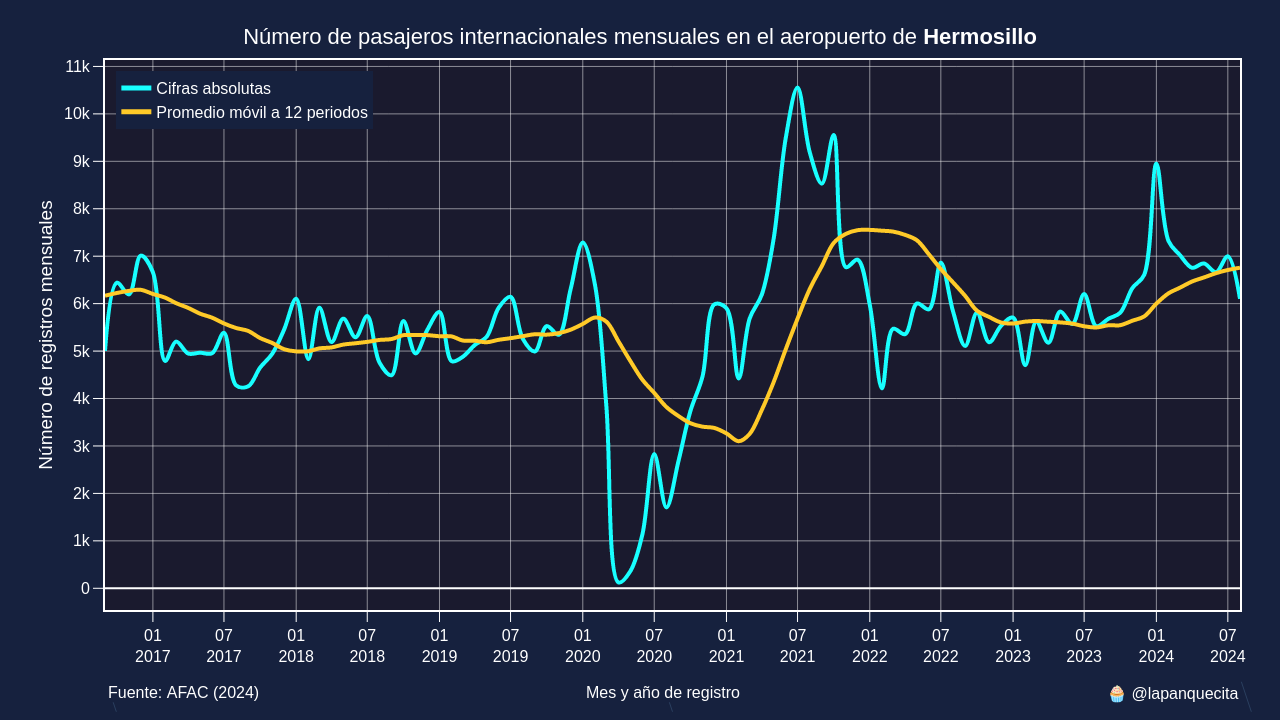 Número de pasajeros internacionales mensuales en el aeropuerto de Hermosillo
Cifras absolutas
Promedio móvil a 12 periodos
Número de registros mensuales
11k
10k
9k
8k
7k
6k
5k
4k
3k
2k
1k
0
01 07 01 07 01 07 01 07 01 07 01 07 01 07 01 07
2017 2017 2018 2018 2019 2019 2020 2020 2021 2021 2022 2022 2023 2023 2024 2024
Fuente: AFAC (2024) Mes y año de registro 🧁 @lapanquecita